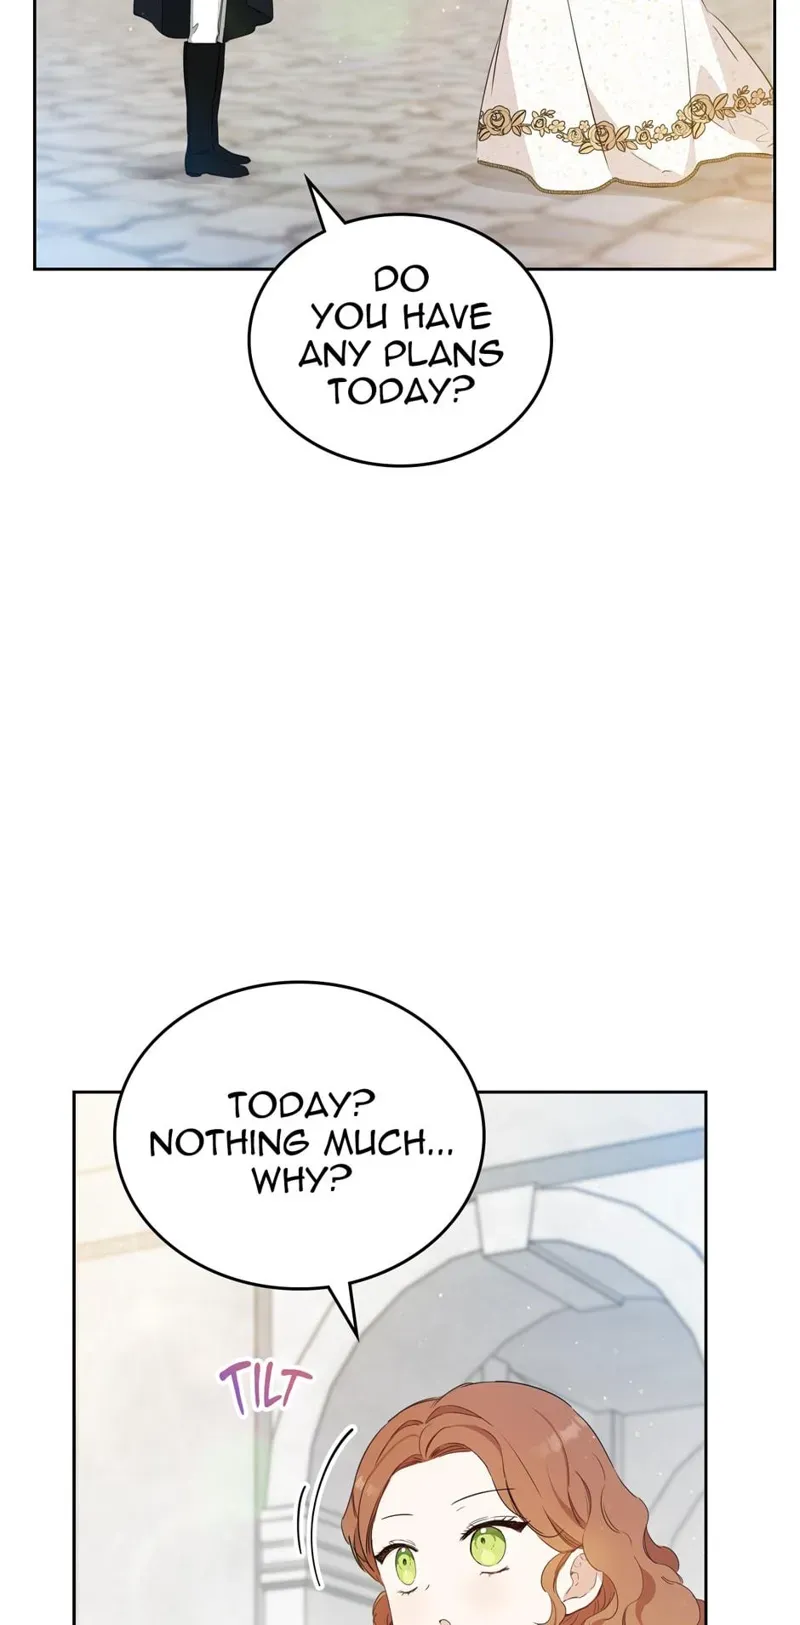 DO
YOU HAVE
ANY PLANS
TODAY?
TODAY?
NOTHING MUCH...
WHY?
TILT